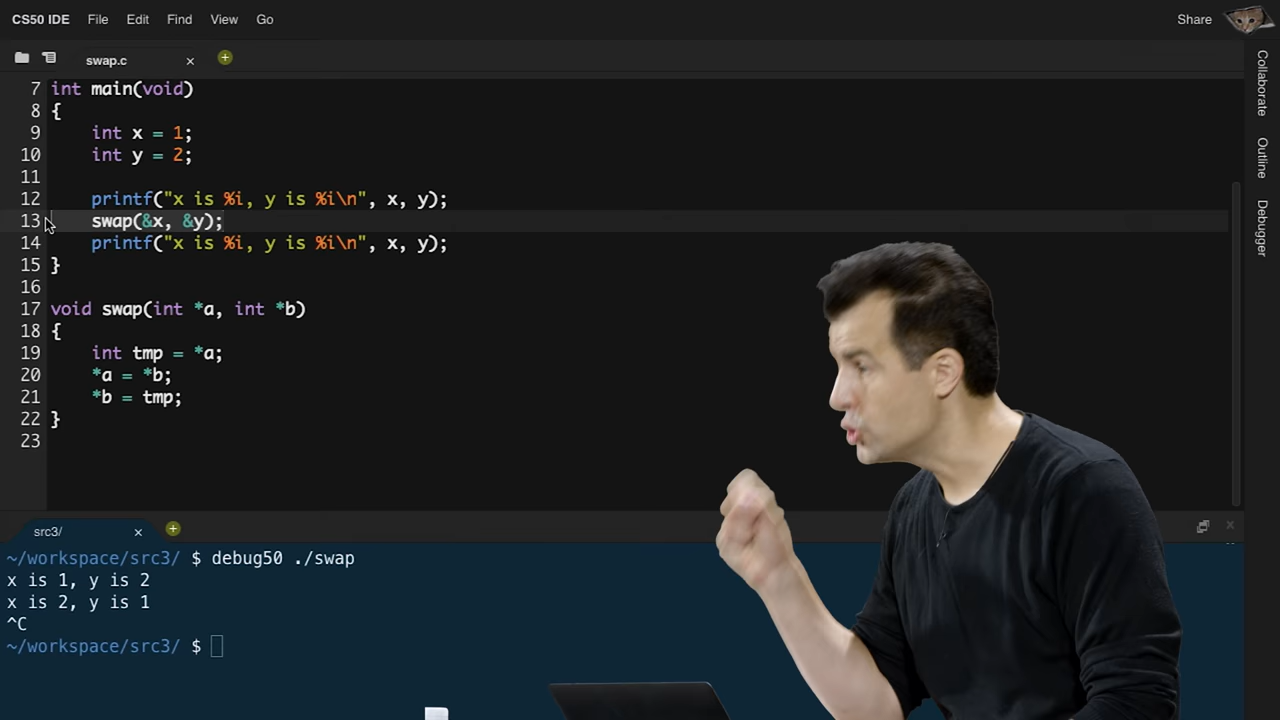 CS50 IDE File Edit Find View Go Share
swap.c
7 int main(void)
8 {
9 int x = 1;
10 int y = 2;
11
12 printf("x is %i, y is %i\n", x, y);
13 swap(&x, &y);
14 printf("x is %i, y is %i\n", x, y);
15 }
16
17 void swap(int *a, int *b)
18 {
19 int tmp = *a;
20 *a = *b;
21 *b = tmp;
22 }
23
Collaborate
Outline
Debugger
src3/
~/workspace/src3/ $ debug50 ./swap
x is 1, y is 2
x is 2, y is 1
^C
~/workspace/src3/ $